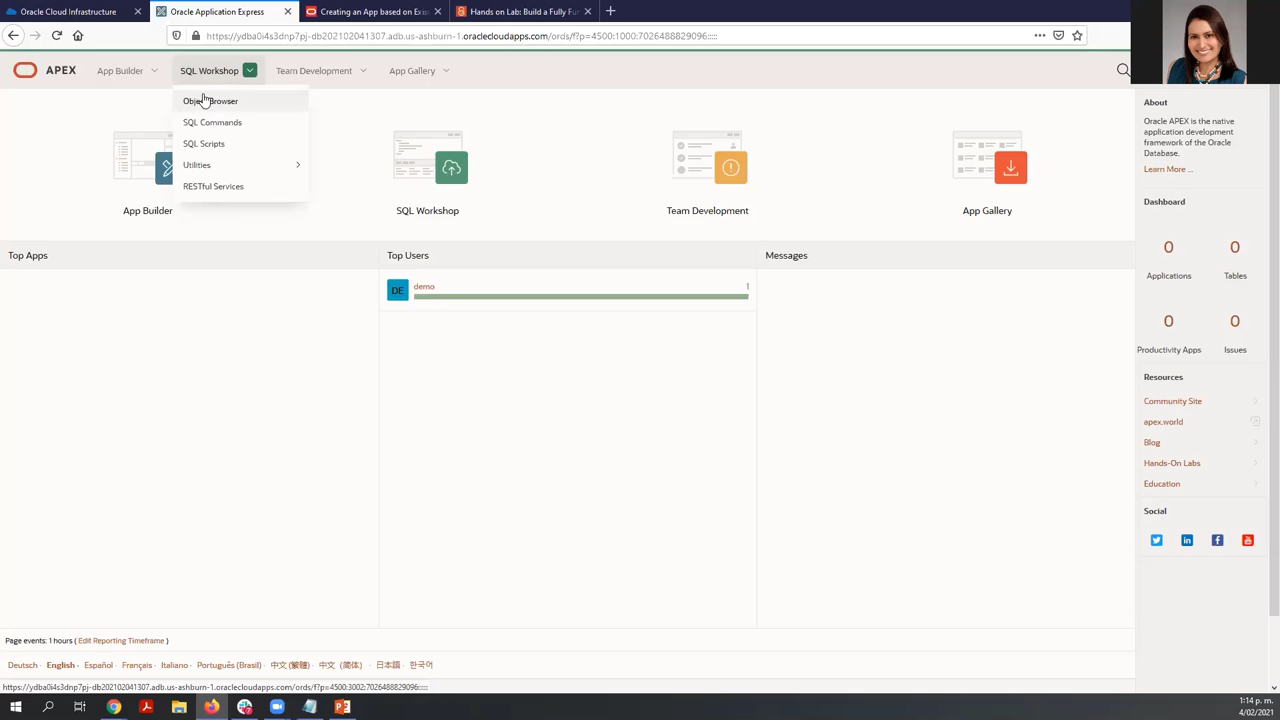 Oracle Cloud Infrastructure
Oracle Application Express
Creating an App based on Exis
Hands on Lab: Build a Fully Fun
https://ydba0i4s3dnp7pj-db202102041307.adb.us-ashburn-1.oraclecloudapps.com/ords/f?p=4500:1000:7026488829096:::::
APEX
App Builder
SQL Workshop
Team Development
App Gallery
Object Browser
SQL Commands
SQL Scripts
Utilities
RESTful Services
App Builder
SQL Workshop
Team Development
App Gallery
About
Oracle APEX is the native
application development
framework of the Oracle
Database.
Learn More ...
Dashboard
0
0
Applications
Tables
0
0
Productivity Apps
Issues
Top Apps
Top Users
Messages
DE
demo
1
Resources
Community Site
apex.world
Blog
Hands-On Labs
Education
Social
Page events: 1 hours ( Edit Reporting Timeframe )
Deutsch · English · Español · Français · Italiano · Português (Brasil) · 中文 (繁體) · 中文 (简体) · 日本語 · 한국어
https://ydba0i4s3dnp7pj-db202102041307.adb.us-ashburn-1.oraclecloudapps.com/ords/f?p=4500:3002:7026488829096:::::
1:14 p. m.
4/02/2021